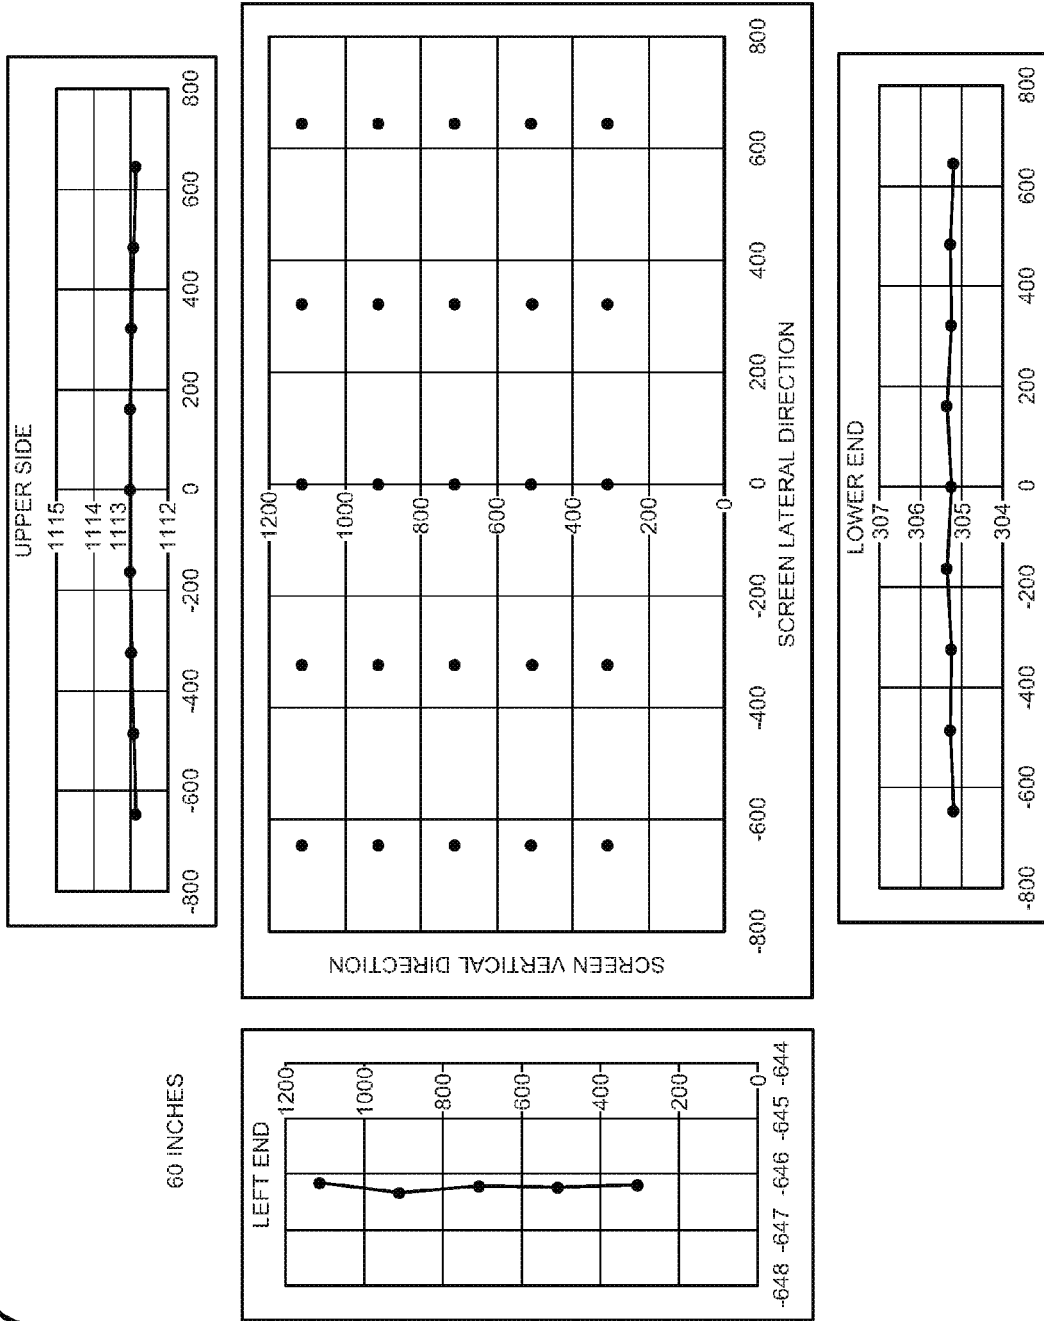 60 INCHES
UPPER SIDE
1115
1114
1113
1112
-800 -600 -400 -200 0 200 400 600 800
LEFT END
1200
1000
800
600
400
200
0
-648 -647 -646 -645 -644
SCREEN VERTICAL DIRECTION
1200
1000
800
600
400
200
0
-800 -600 -400 -200 0 200 400 600 800
SCREEN LATERAL DIRECTION
LOWER END
307
306
305
304
-800 -600 -400 -200 0 200 400 600 800